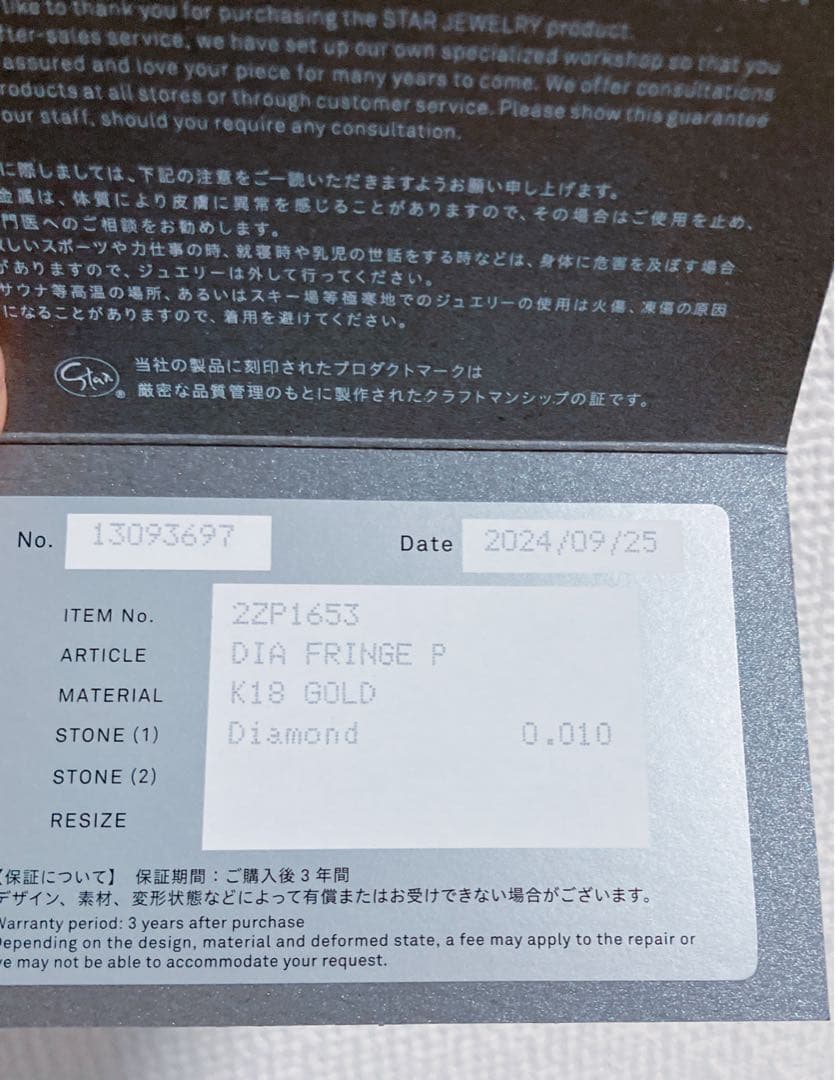 like to thank you for purchasing the STAR JEWELRY product.
fter-sales service, we have set up our own specialized workshop so that you
assured and love your piece for many years to come. We offer consultations
roducts at all stores or through customer service. Please show this guarantee
our staff, should you require any consultation.
に際しましては、下記の注意をご一読いただきますようお願い申し上げます。
金属は、体質により皮膚に異常を感じることがありますので、その場合はご使用を止め、
門医へのご相談をお勧めします。
しいスポーツや力仕事の時、就寝時や乳児の世話をする時などは、身体に危害を及ぼす場合
がありますので、ジュエリーは外して行ってください。
サウナ等高温の場所、あるいはスキー場等極寒地でのジュエリーの使用は火傷、凍傷の原因
になることがありますので、着用を避けてください。
Star®
当社の製品に刻印されたプロダクトマークは
厳密な品質管理のもとに製作されたクラフトマンシップの証です。
No. 13093697 Date 2024/09/25
ITEM No. 2ZP1653
ARTICLE DIA FRINGE P
MATERIAL K18 GOLD
STONE (1) Diamond 0.010
STONE (2)
RESIZE
【保証について】 保証期間：ご購入後3年間
デザイン、素材、変形状態などによって有償またはお受けできない場合がございます。
Warranty period: 3 years after purchase
Depending on the design, material and deformed state, a fee may apply to the repair or
we may not be able to accommodate your request.